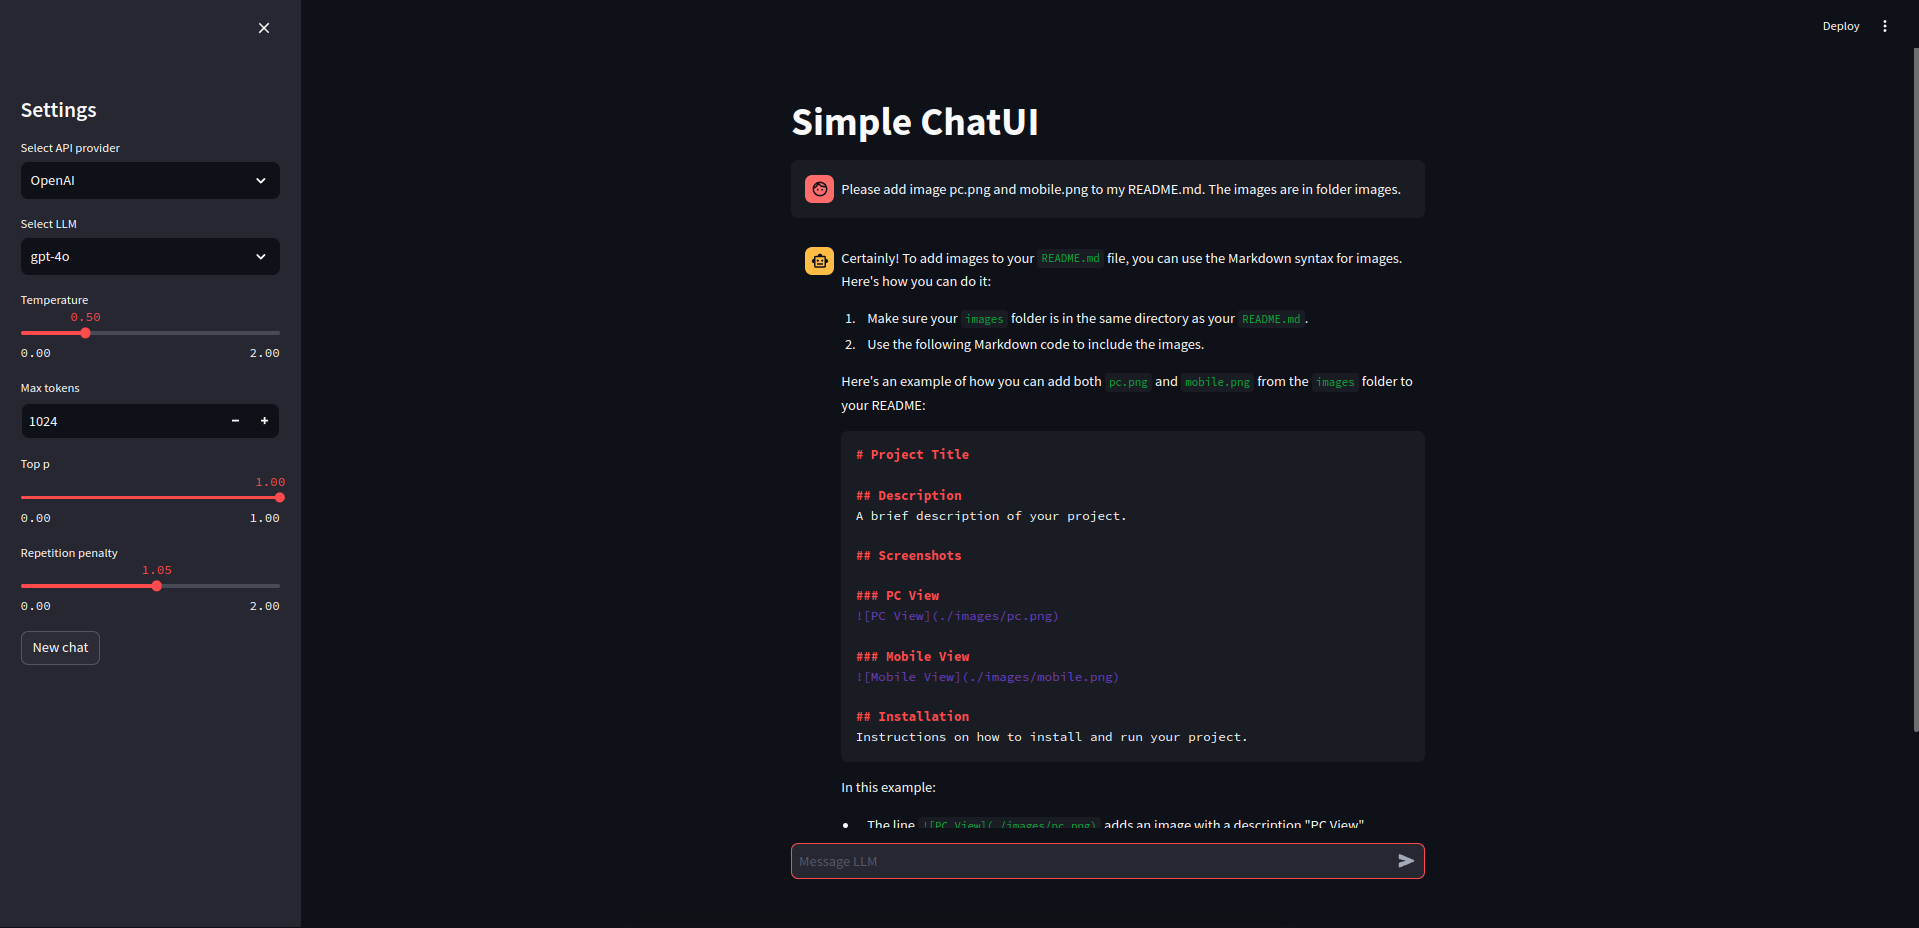 Deploy
Settings
Select API provider
OpenAI
Select LLM
gpt-4o
Temperature
0.50
0.00 2.00
Max tokens
1024
Top p
1.00
0.00 1.00
Repetition penalty
1.05
0.00 2.00
New chat
Simple ChatUI
Please add image pc.png and mobile.png to my README.md. The images are in folder images.
Certainly! To add images to your README.md file, you can use the Markdown syntax for images.
Here's how you can do it:
1. Make sure your images folder is in the same directory as your README.md.
2. Use the following Markdown code to include the images.
Here's an example of how you can add both pc.png and mobile.png from the images folder to
your README:
# Project Title
## Description
A brief description of your project.
## Screenshots
### PC View
![PC View](./images/pc.png)
### Mobile View
![Mobile View](./images/mobile.png)
## Installation
Instructions on how to install and run your project.
In this example:
• The line ![PC View](./images/pc.png) adds an image with a description "PC View"
Message LLM